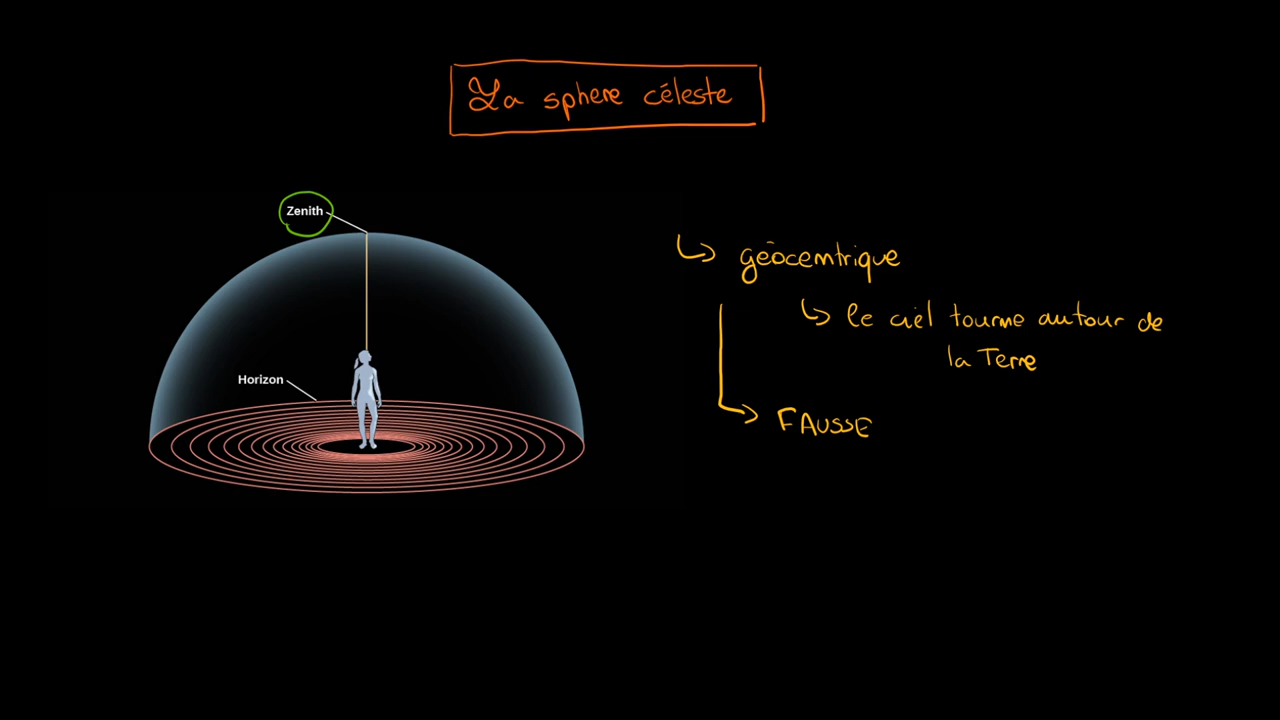 La sphere céleste
Zenith
Horizon
↳ géocentrique
↳ le ciel tourne autour de
la Terre
↳ FAUSSE